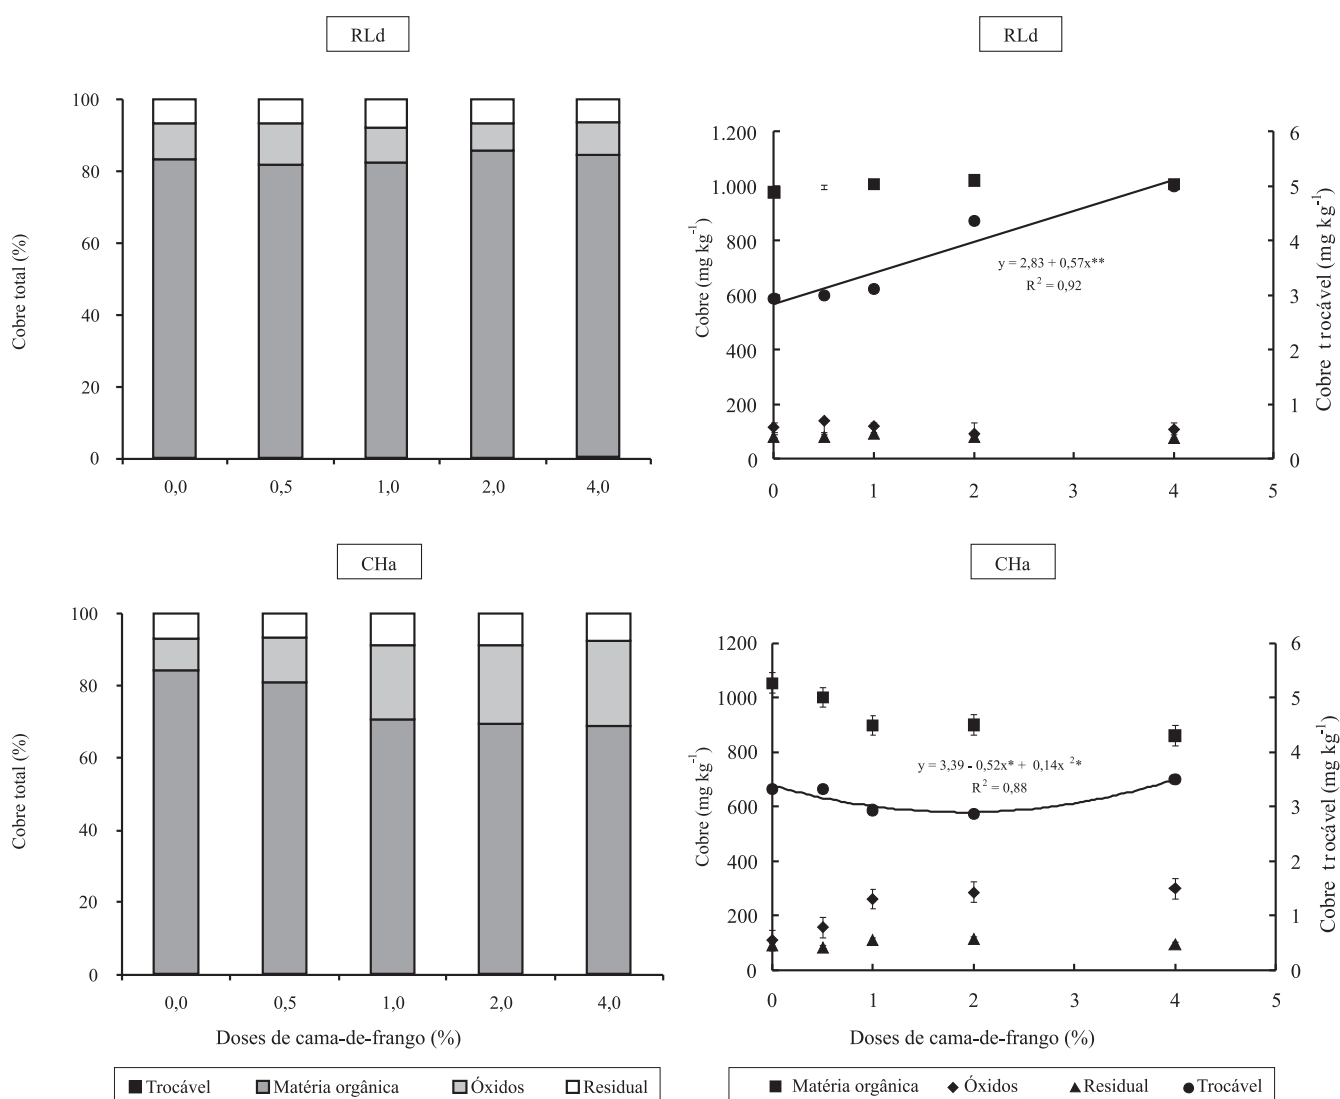 RLd
Cobre total (%)
100
80
60
40
20
0
0,0 0,5 1,0 2,0 4,0
RLd
Cobre (mg kg⁻¹)
1.200
1.000
800
600
400
200
0
y = 2,83 + 0,57x**
R² = 0,92
6
5
4
3
2
1
0
Cobre trocável (mg kg⁻¹)
0 1 2 3 4 5
CHa
Cobre total (%)
100
80
60
40
20
0
0,0 0,5 1,0 2,0 4,0
Doses de cama-de-frango (%)
Trocável Matéria orgânica Óxidos Residual
CHa
Cobre (mg kg⁻¹)
1200
1000
800
600
400
200
0
y = 3,39 - 0,52x* + 0,14x ²*
R² = 0,88
6
5
4
3
2
1
0
Cobre trocável (mg kg⁻¹)
0 1 2 3 4 5
Doses de cama-de-frango (%)
Matéria orgânica Óxidos Residual Trocável